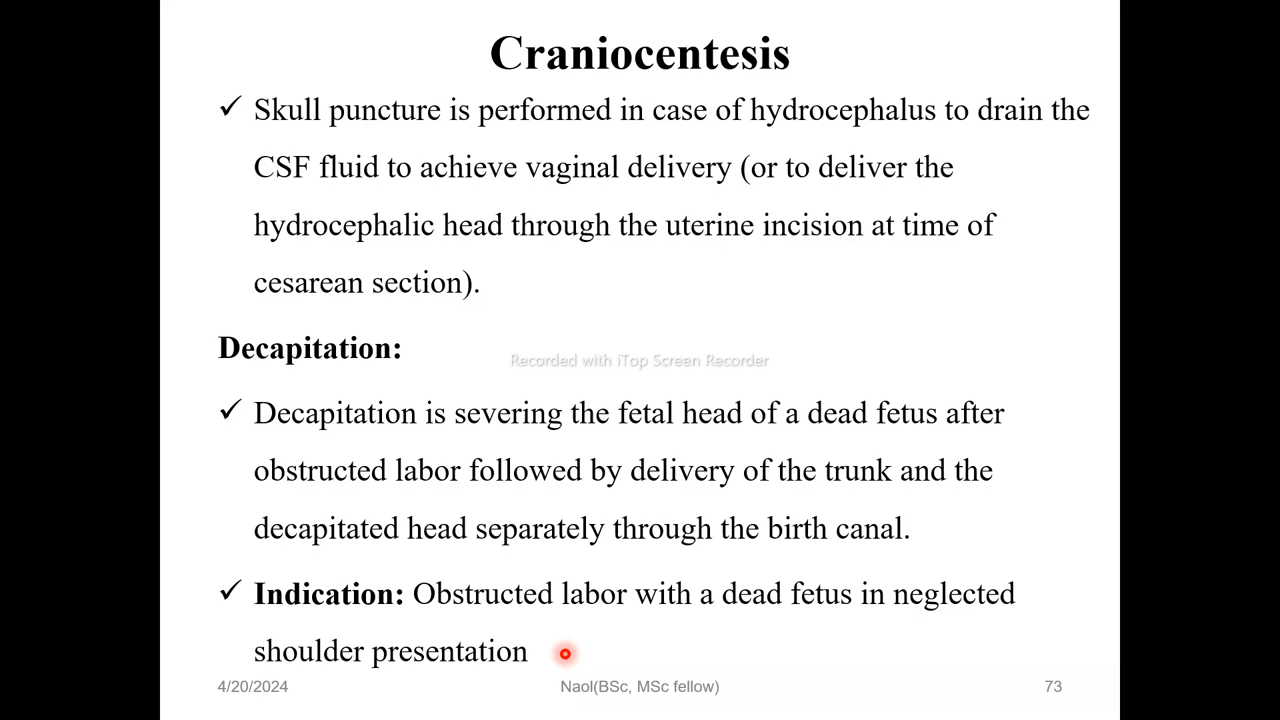 Craniocentesis
✓ Skull puncture is performed in case of hydrocephalus to drain the
CSF fluid to achieve vaginal delivery (or to deliver the
hydrocephalic head through the uterine incision at time of
cesarean section).
Decapitation:
Recorded with iTop Screen Recorder
✓ Decapitation is severing the fetal head of a dead fetus after
obstructed labor followed by delivery of the trunk and the
decapitated head separately through the birth canal.
✓ Indication: Obstructed labor with a dead fetus in neglected
shoulder presentation
4/20/2024 Naol(BSc, MSc fellow) 73